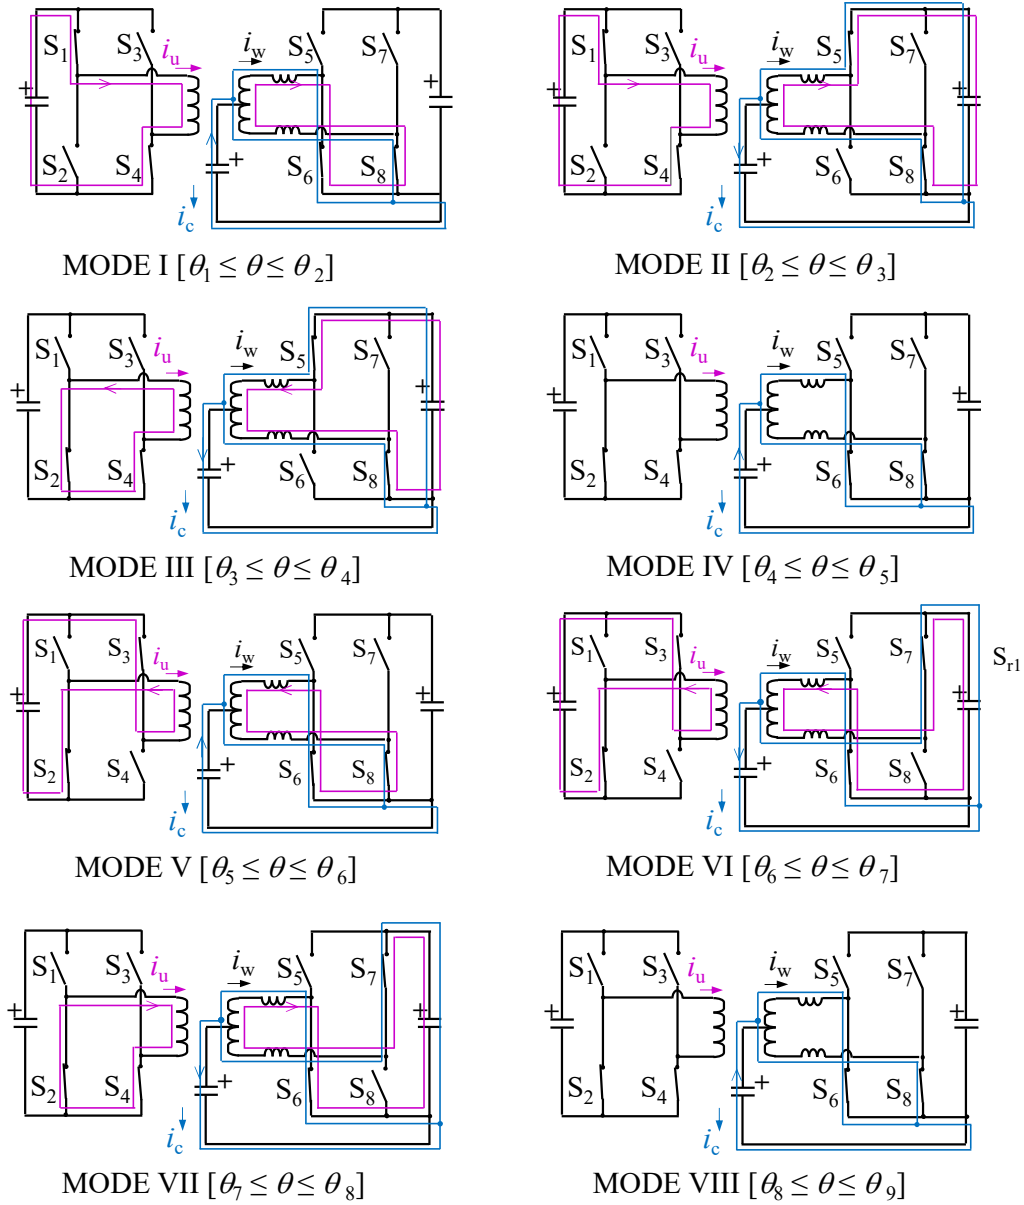 S1 S3 iu iw S5 S7
+ +
S2 S4 S6 S8
ic
MODE I [θ1 ≤ θ ≤ θ2]
S1 S3 iu iw S5 S7
+ + +
S2 S4 S6 S8
ic
MODE II [θ2 ≤ θ ≤ θ3]
S1 S3 iu iw S5 S7
+ + +
S2 S4 S6 S8
ic
MODE III [θ3 ≤ θ ≤ θ4]
S1 S3 iu iw S5 S7
+ + +
S2 S4 S6 S8
ic
MODE IV [θ4 ≤ θ ≤ θ5]
S1 S3 iu iw S5 S7
+ + +
S2 S4 S6 S8
ic
MODE V [θ5 ≤ θ ≤ θ6]
S1 S3 iu iw S5 S7 Sr1
+ + +
S2 S4 S6 S8
ic
MODE VI [θ6 ≤ θ ≤ θ7]
S1 S3 iu iw S5 S7
+ + +
S2 S4 S6 S8
ic
MODE VII [θ7 ≤ θ ≤ θ8]
S1 S3 iu iw S5 S7
+ + +
S2 S4 S6 S8
ic
MODE VIII [θ8 ≤ θ ≤ θ9]